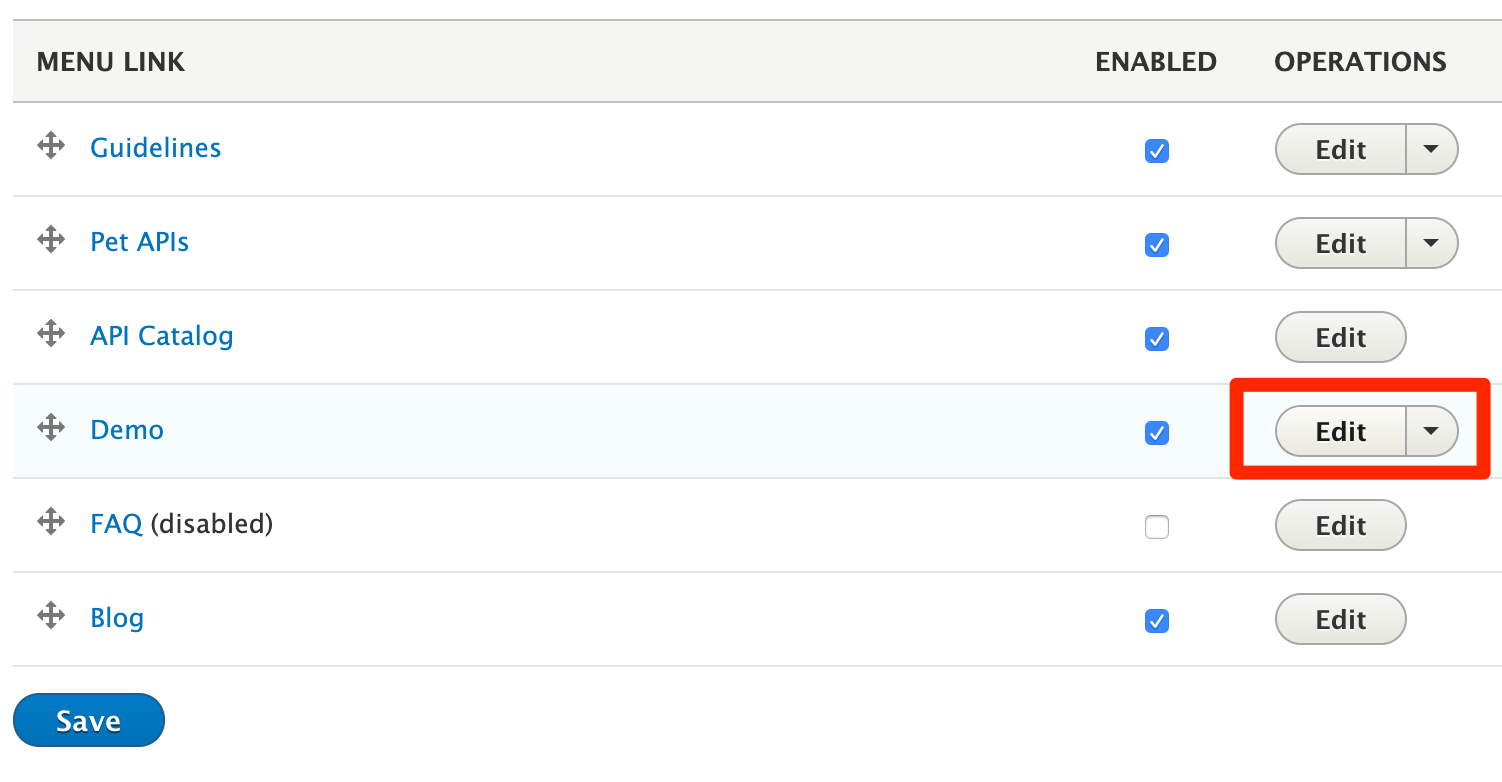 MENU LINK ENABLED OPERATIONS
Guidelines Edit
Pet APIs Edit
API Catalog Edit
Demo Edit
FAQ (disabled) Edit
Blog Edit
Save